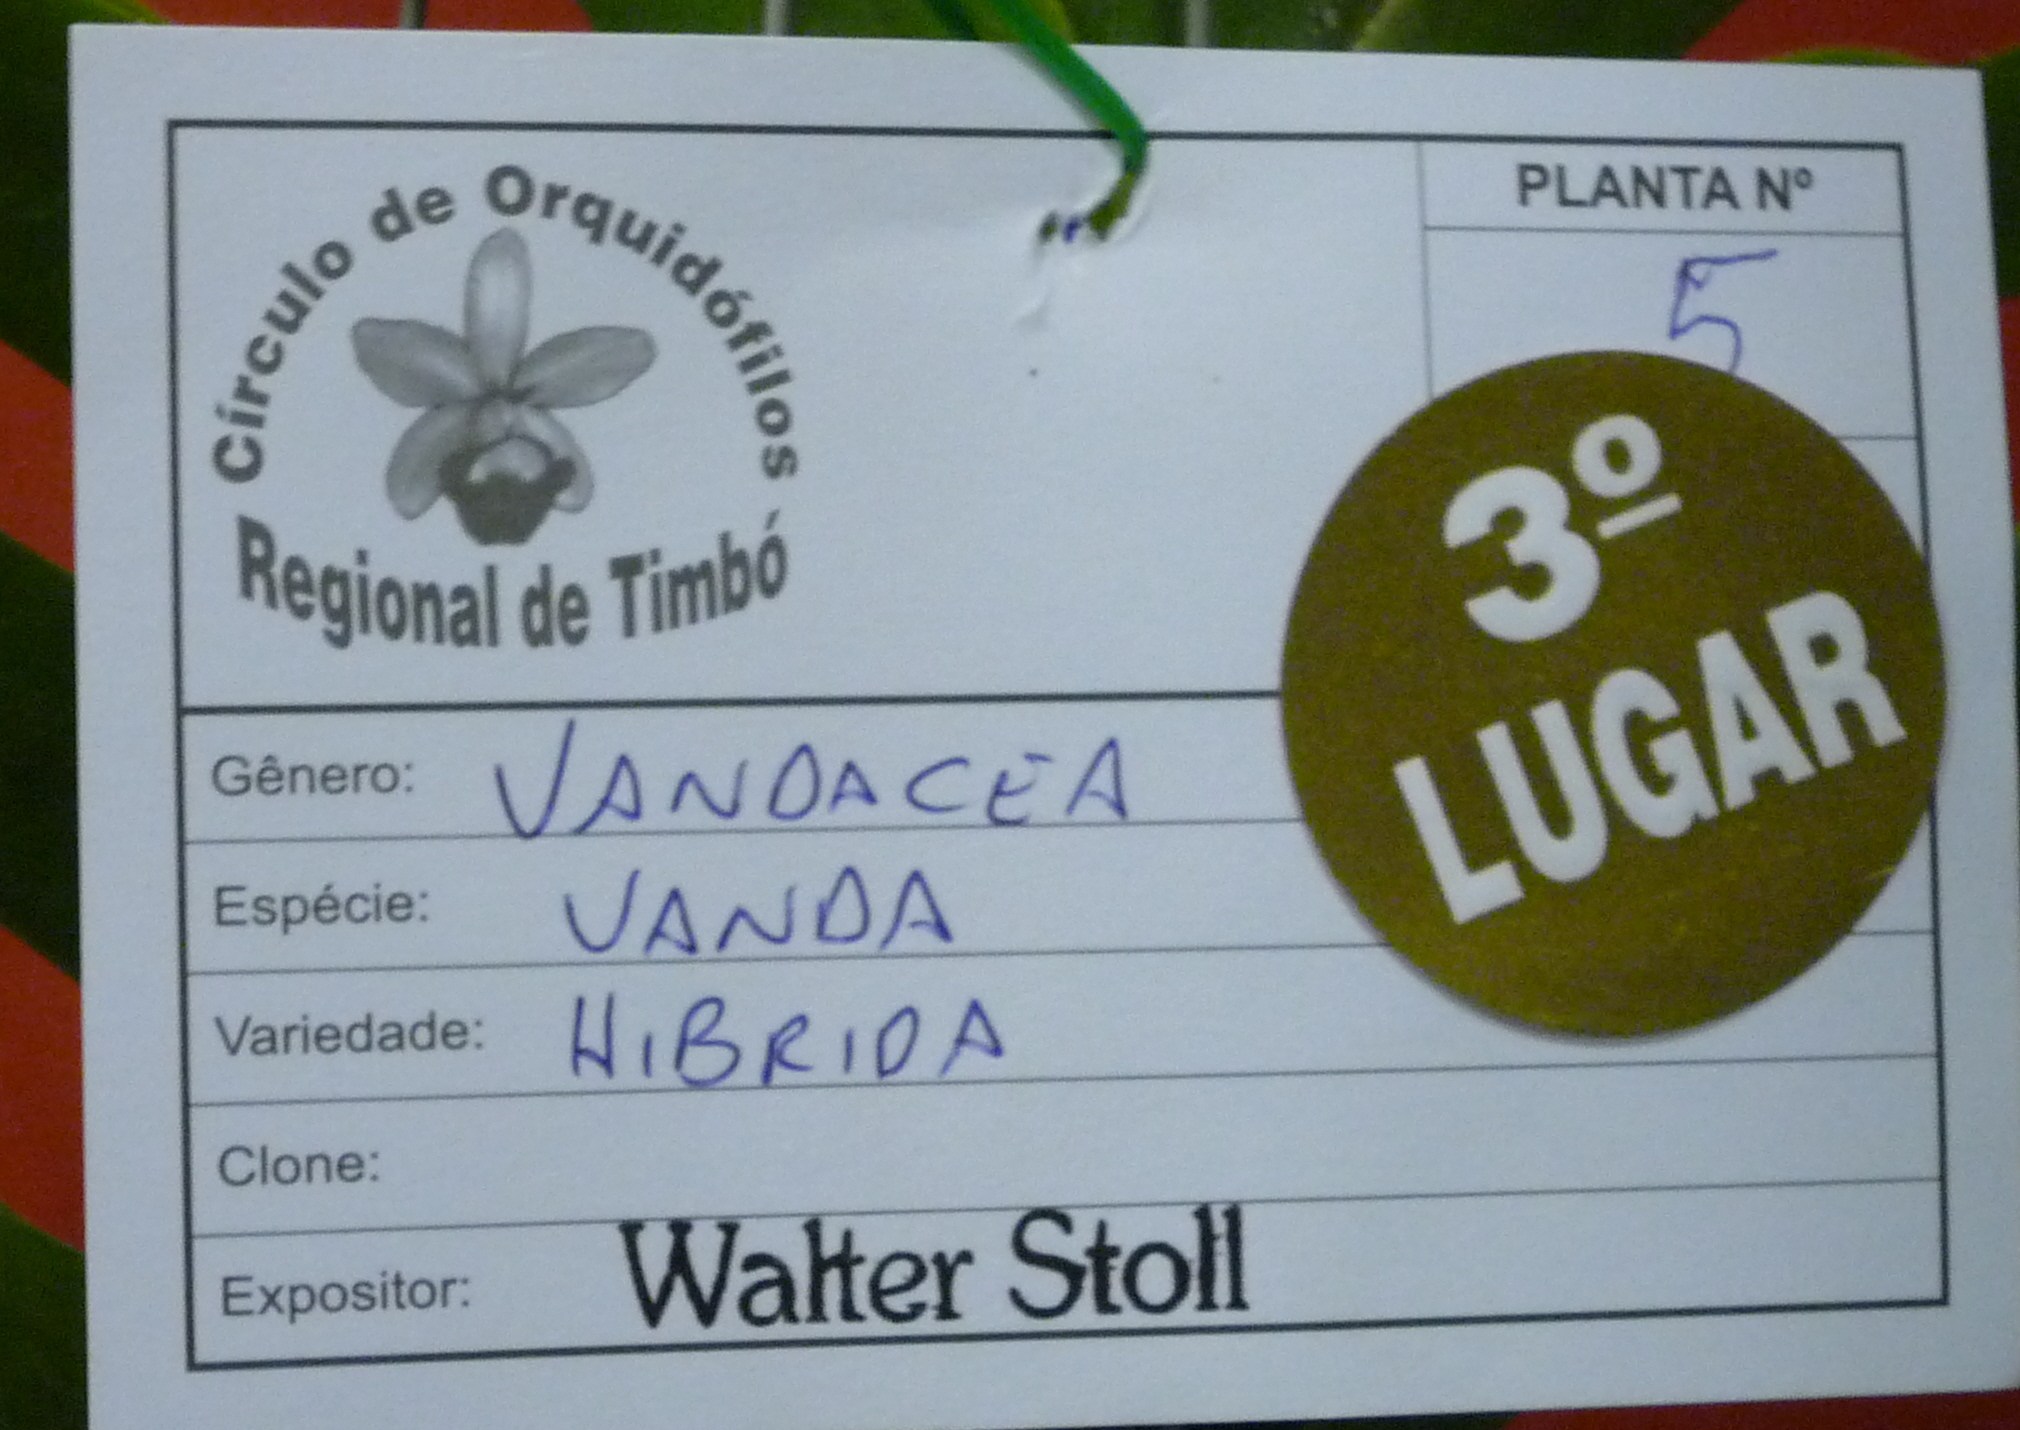 Círculo de Orquidófilos
Regional de Timbó
PLANTA Nº
5
3º
LUGAR
Gênero: VANDACEA
Espécie: VANDA
Variedade: HIBRIDA
Clone:
Expositor: Walter Stoll